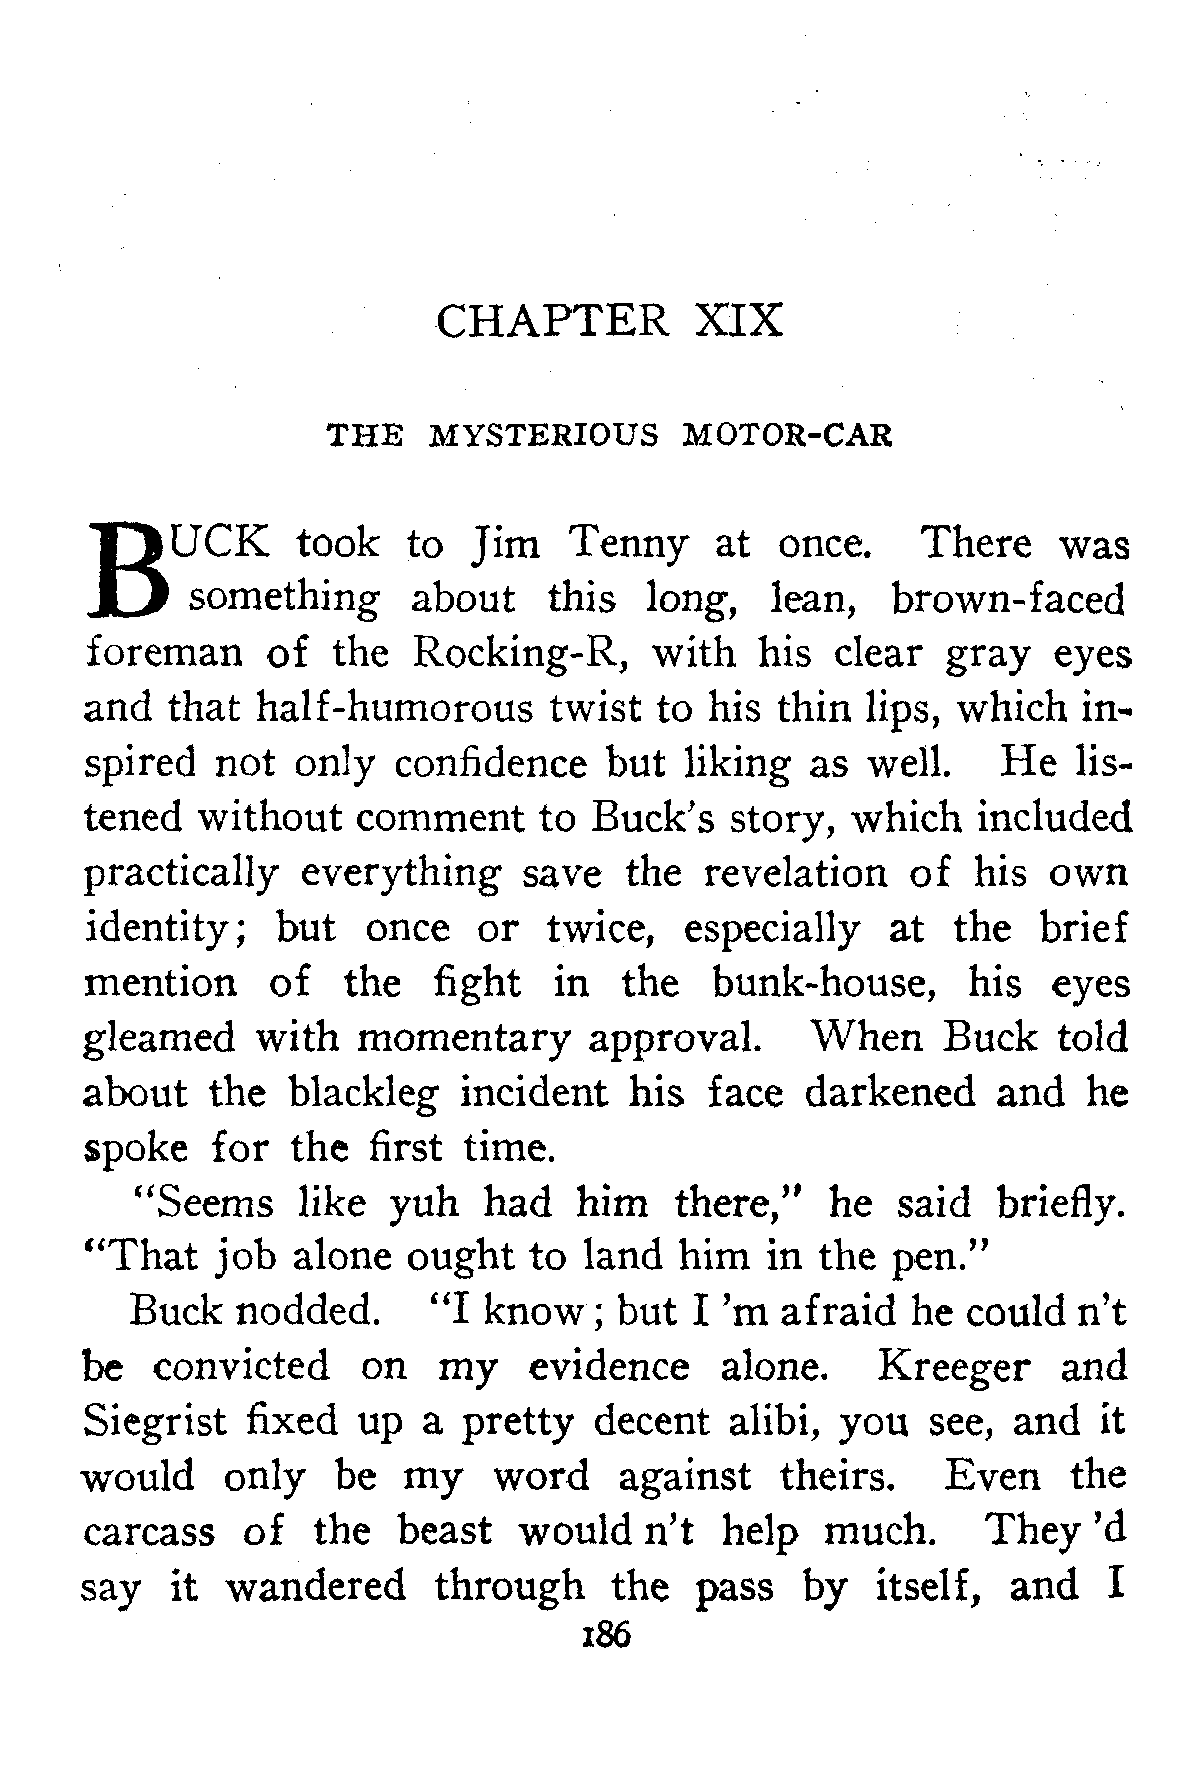 CHAPTER XIX
THE MYSTERIOUS MOTOR-CAR
BUCK took to Jim Tenny at once. There was
something about this long, lean, brown-faced
foreman of the Rocking-R, with his clear gray eyes
and that half-humorous twist to his thin lips, which in-
spired not only confidence but liking as well. He lis-
tened without comment to Buck's story, which included
practically everything save the revelation of his own
identity; but once or twice, especially at the brief
mention of the fight in the bunk-house, his eyes
gleamed with momentary approval. When Buck told
about the blackleg incident his face darkened and he
spoke for the first time.
"Seems like yuh had him there," he said briefly.
"That job alone ought to land him in the pen."
Buck nodded. "I know; but I 'm afraid he could n't
be convicted on my evidence alone. Kreeger and
Siegrist fixed up a pretty decent alibi, you see, and it
would only be my word against theirs. Even the
carcass of the beast would n't help much. They 'd
say it wandered through the pass by itself, and I
186